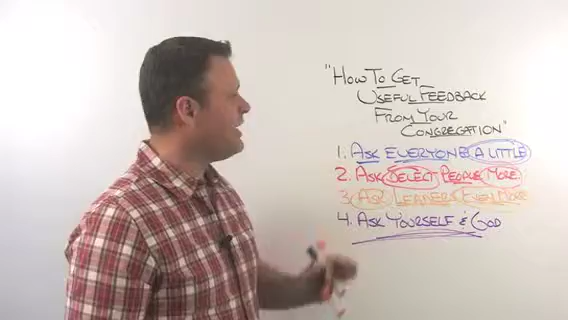 "HOW TO GET
USEFUL FEEDBACK
FROM YOUR
CONGREGATION"
1. ASK EVERYONE A LITTLE
2. ASK SELECT PEOPLE MORE
3. ASK LEADERS EVEN MORE
4. ASK YOURSELF & GOD